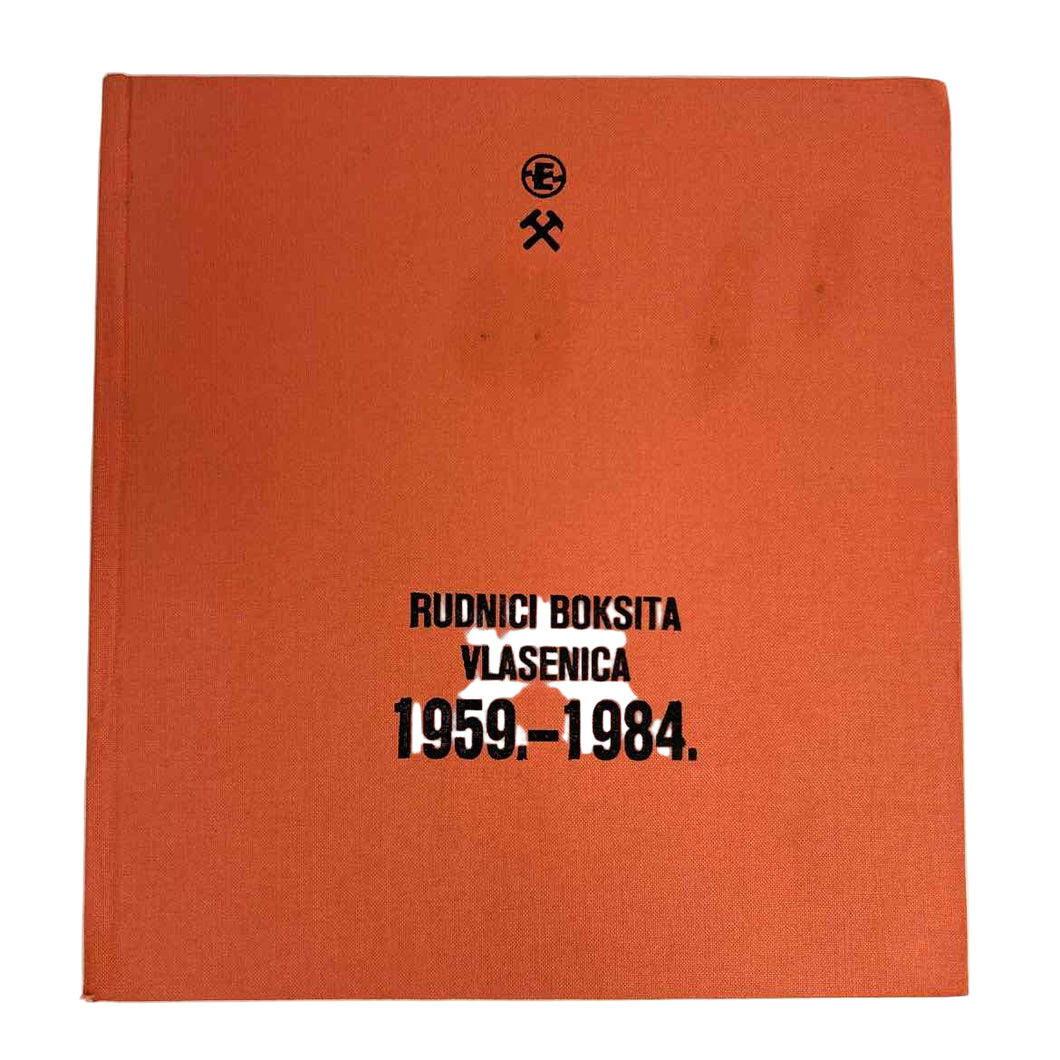 E
RUDNICI BOKSITA
VLASENICA
1959.–1984.